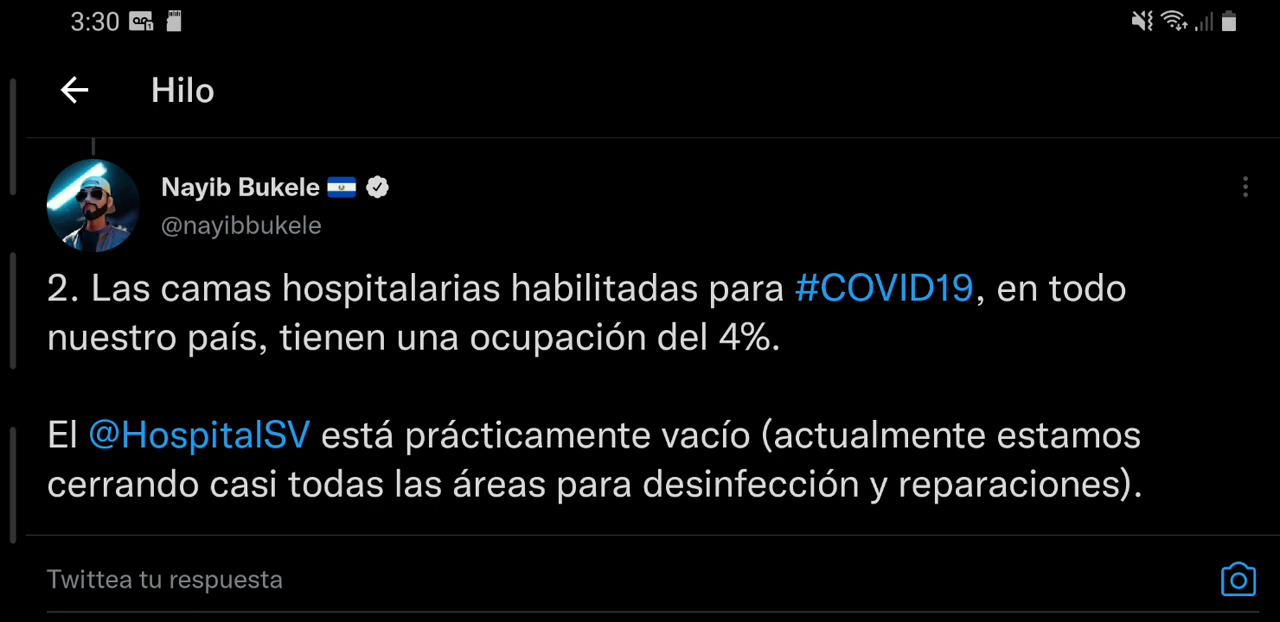 3:30
Hilo
Nayib Bukele
@nayibbukele
2. Las camas hospitalarias habilitadas para #COVID19, en todo
nuestro país, tienen una ocupación del 4%.
El @HospitalSV está prácticamente vacío (actualmente estamos
cerrando casi todas las áreas para desinfección y reparaciones).
Twittea tu respuesta